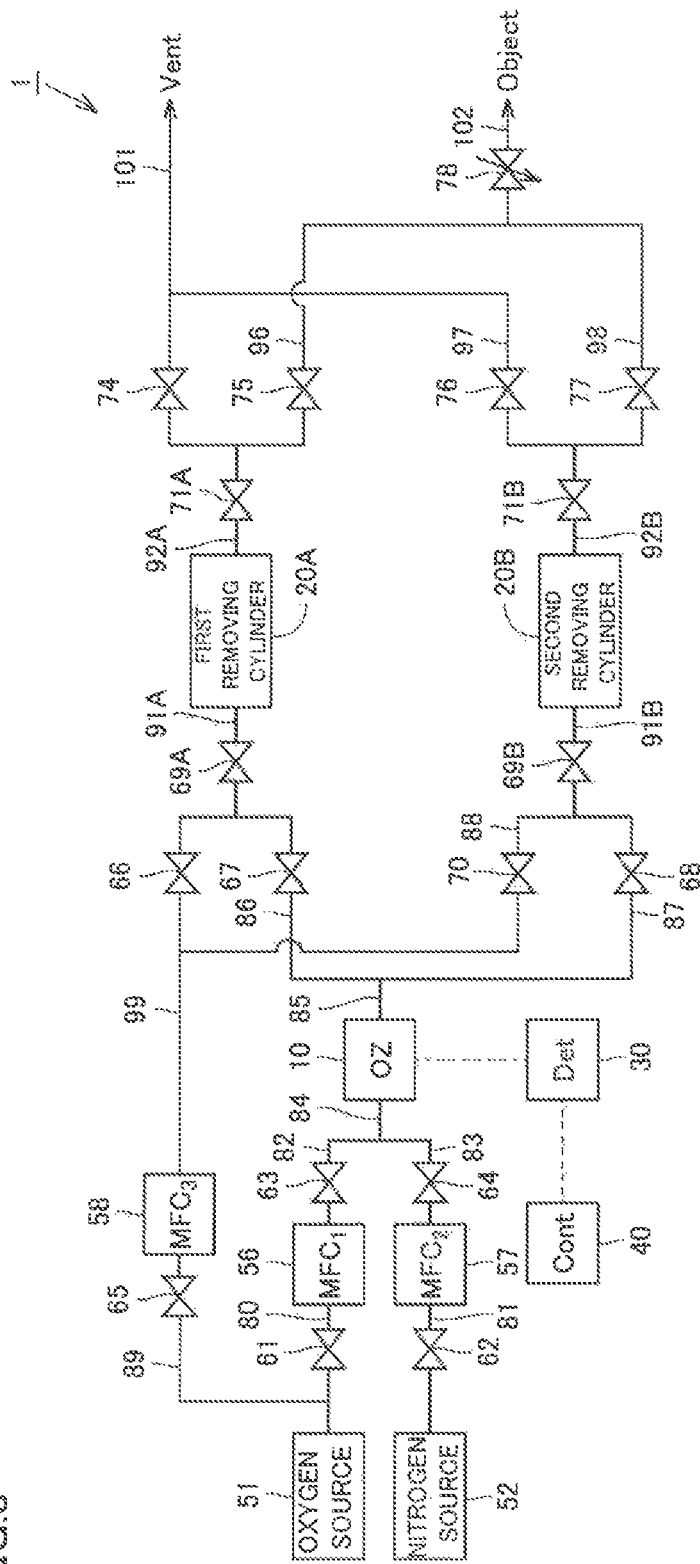 1
101
Vent
89
65
58
MFC₃
99
66
74
51
OXYGEN
SOURCE
61
80
56
MFC₁
63
82
86
67
69A
91A
FIRST
REMOVING
CYLINDER
20A
92A
71A
75
96
84
10
OZ
85
52
NITROGEN
SOURCE
62
81
57
MFC₂
64
83
40
Cont
30
Det
70
88
87
68
69B
91B
SECOND
REMOVING
CYLINDER
20B
92B
71B
76
97
77
98
78
102
Object